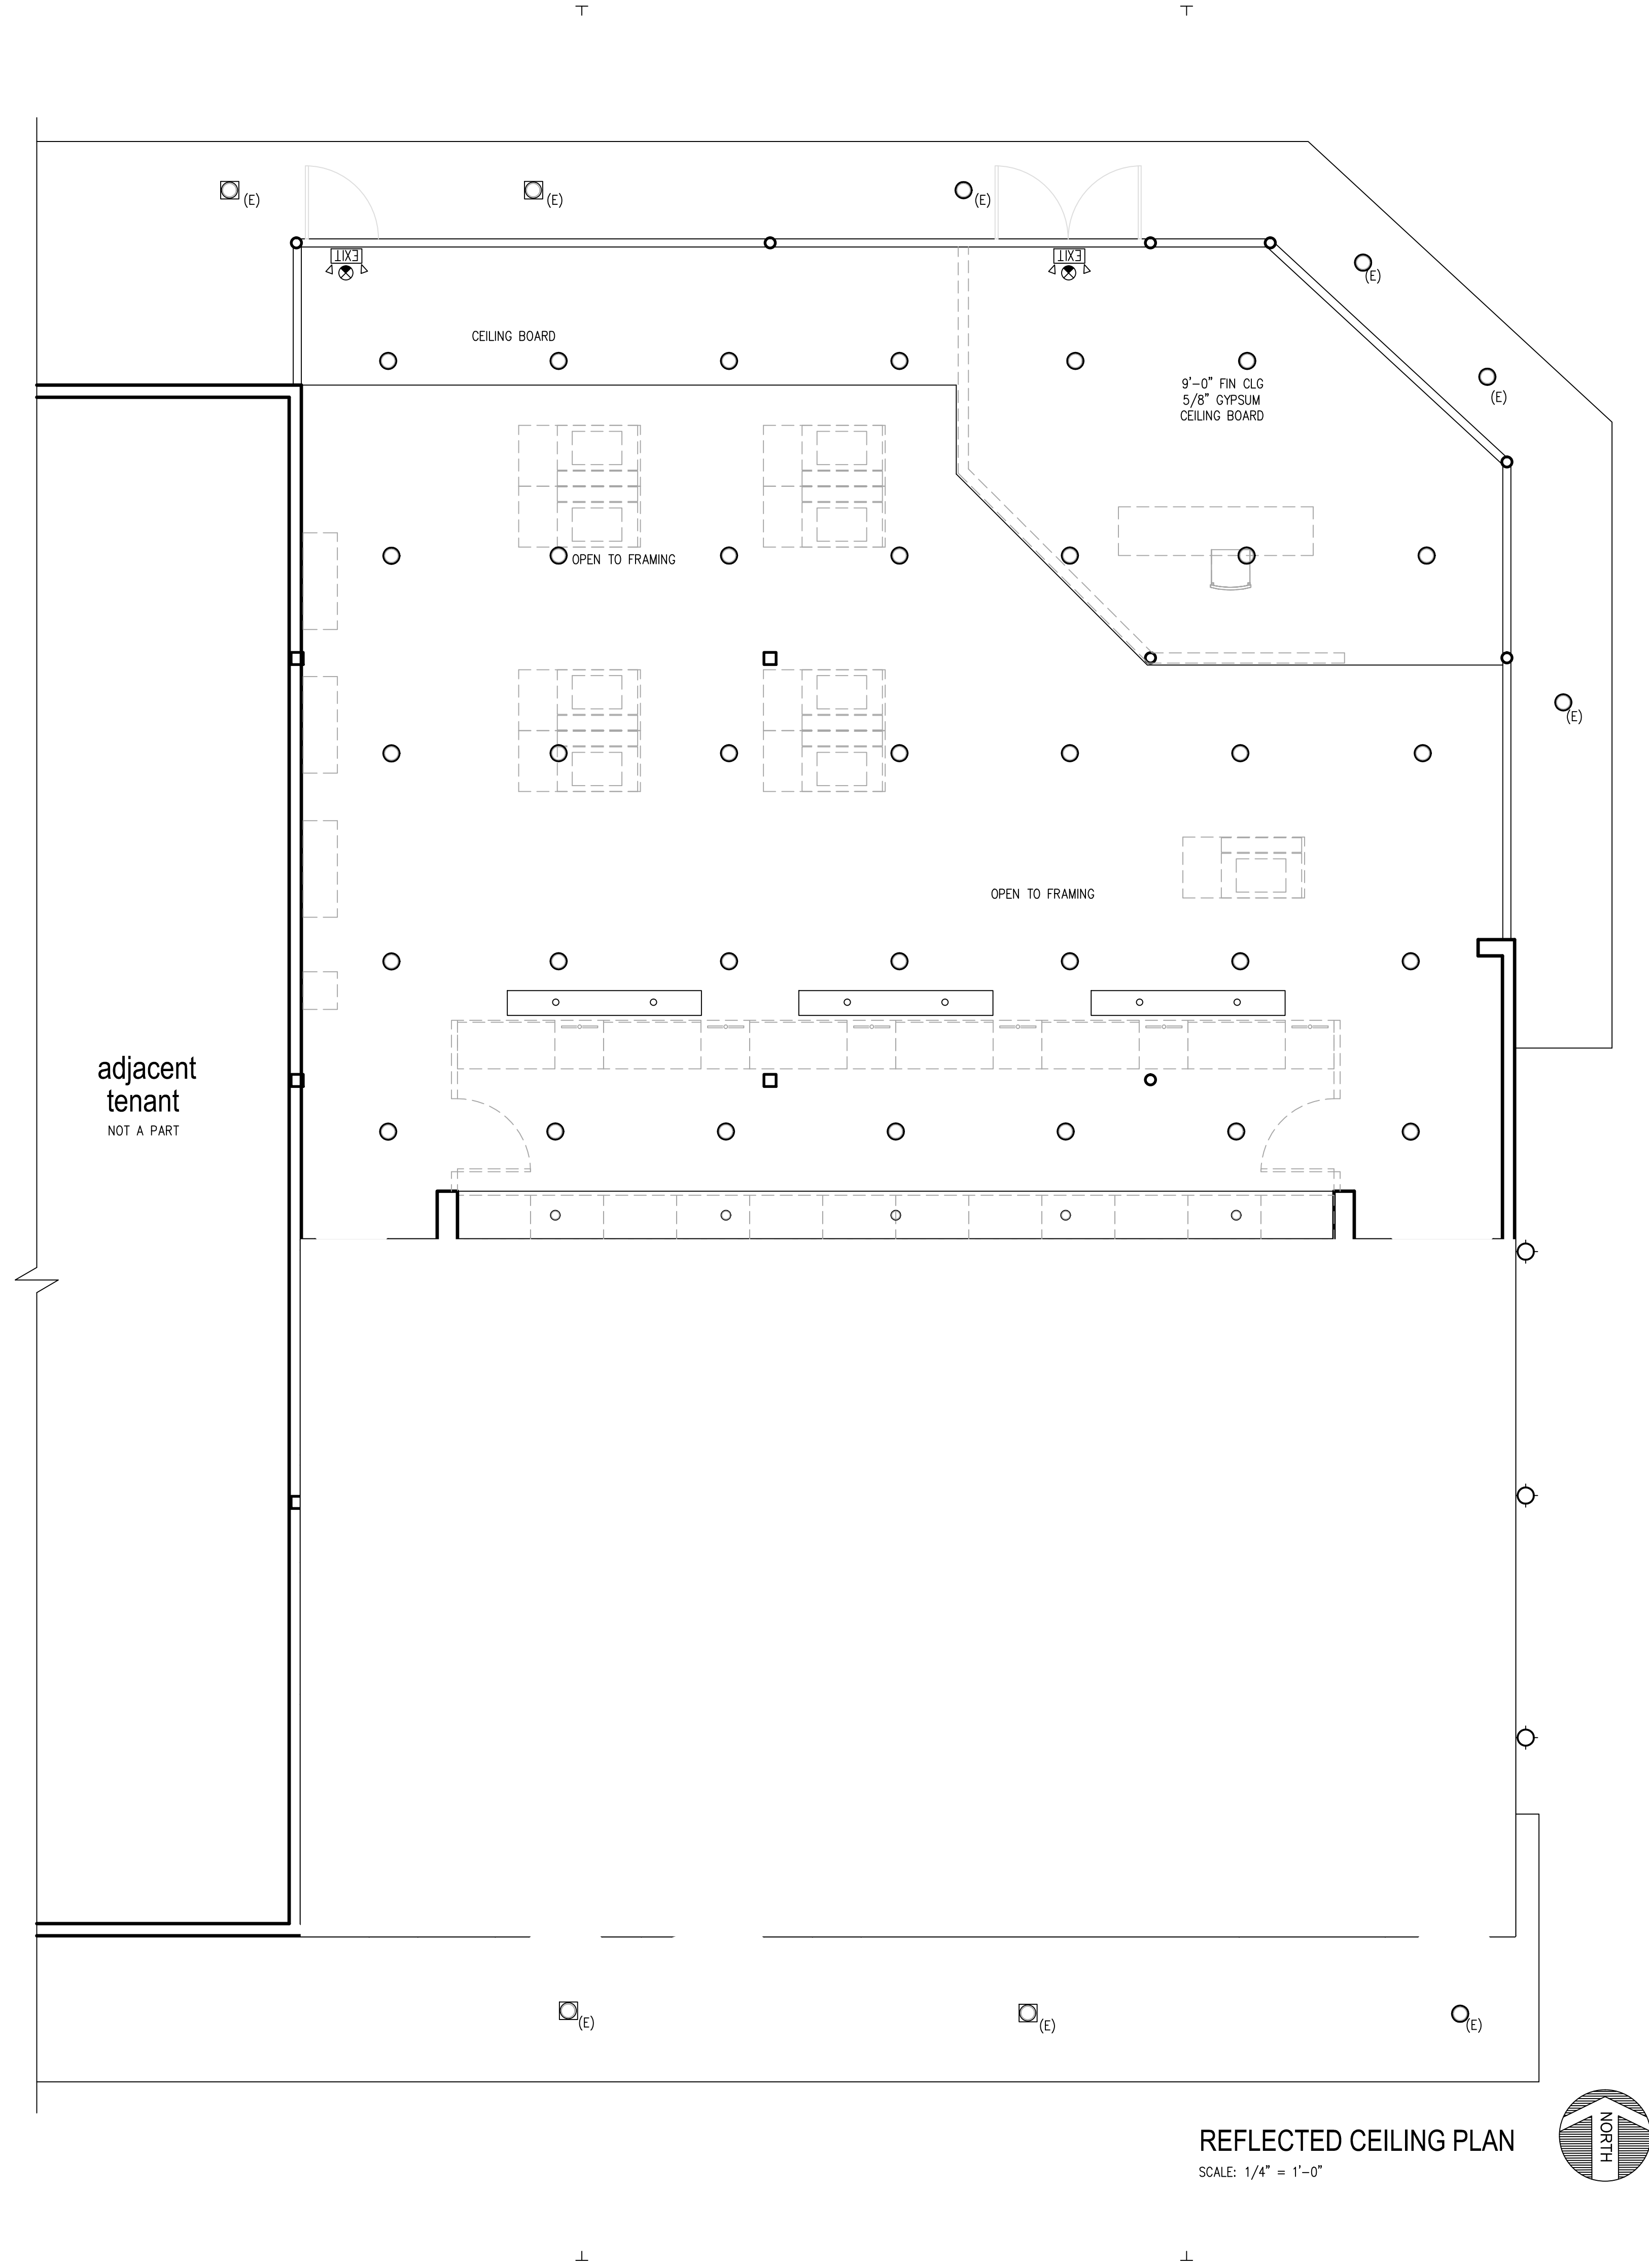 (E)
(E)
(E)
EXIT
EXIT
(E)
CEILING BOARD
9'-0" FIN CLG
5/8" GYPSUM
CEILING BOARD
(E)
OPEN TO FRAMING
(E)
OPEN TO FRAMING
adjacent
tenant
NOT A PART
(E)
(E)
(E)
REFLECTED CEILING PLAN
SCALE: 1/4" = 1'-0"
NORTH